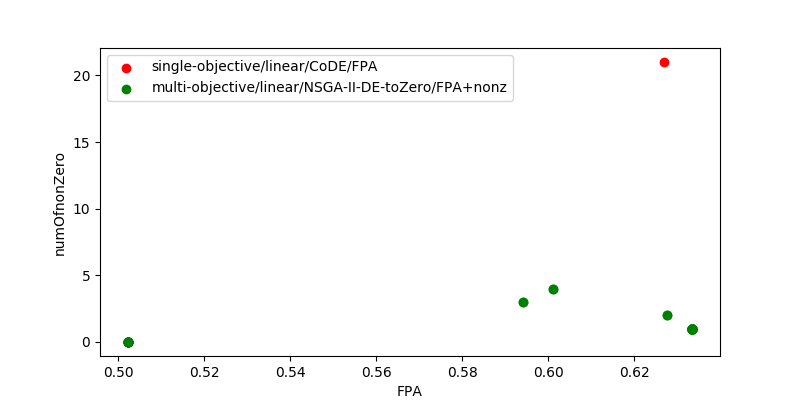 single-objective/linear/CoDE/FPA
multi-objective/linear/NSGA-II-DE-toZero/FPA+nonz
20
15
10
5
0
numOfnonZero
0.50 0.52 0.54 0.56 0.58 0.60 0.62
FPA